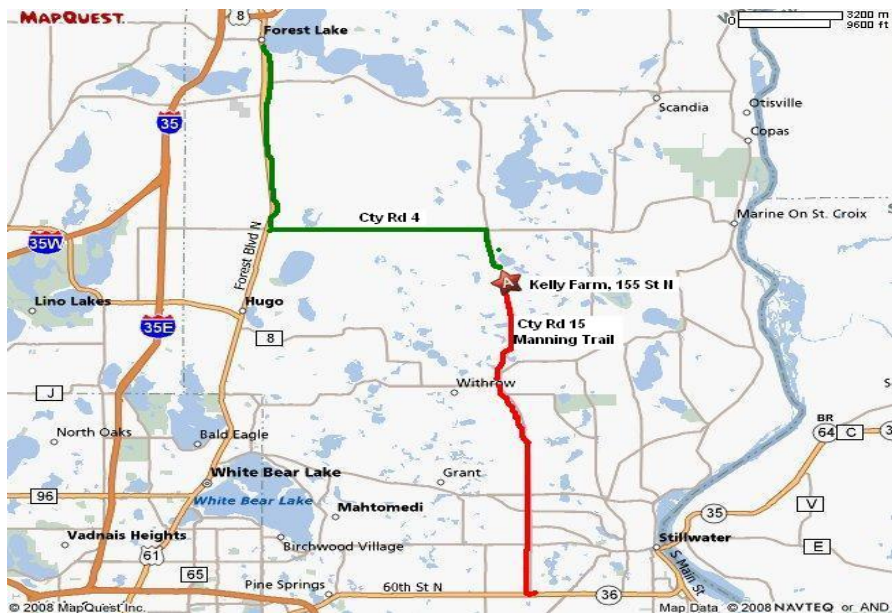 MAPQUEST
8
Forest Lake
3200 m
0
9600 ft
35
Scandia
Otisville
Copas
Cty Rd 4
Marine On St. Croix
35W
Forest Blvd N
Kelly Farm, 155 St N
A
Lino Lakes
Hugo
35E
8
Cty Rd 15
Manning Trail
J
Withrow
North Oaks
Bald Eagle
BR
64
C
3
White Bear Lake
Grant
96
White Bear Lake
Mahtomedi
35
V
Vadnais Heights
61
Birchwood Village
Stillwater
E
65
Pine Springs
60th St N
36
S Main St
© 2008 MapQuest Inc.
Map Data © 2008 NAVTEQ or AND